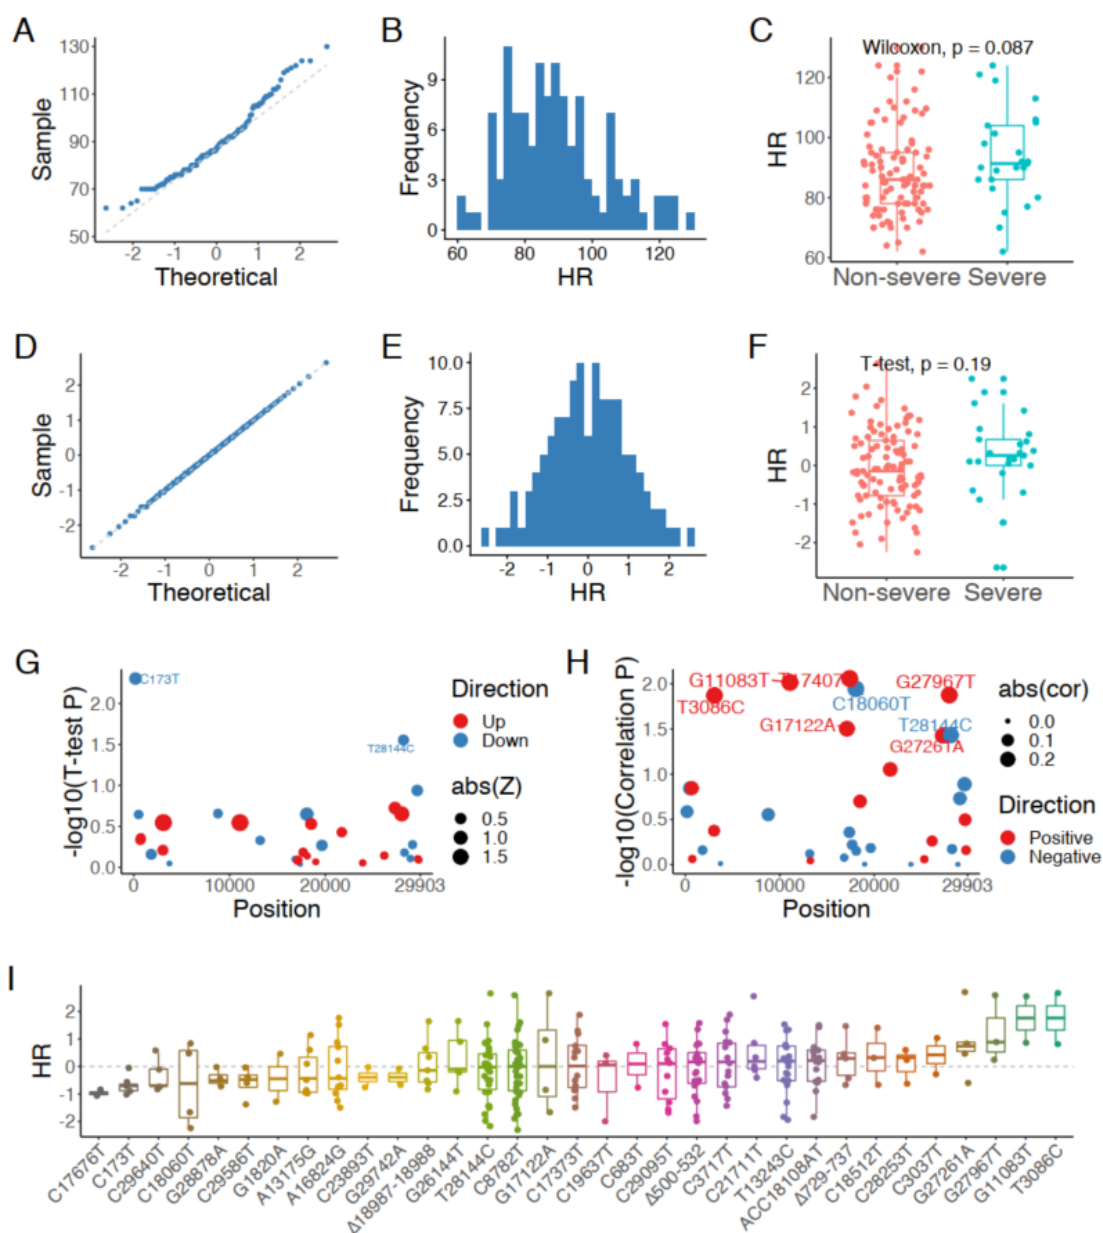 A
130
110
90
70
50
Sample
-2 -1 0 1 2
Theoretical
B
9
6
3
0
Frequency
60 80 100 120
HR
C
Wilcoxon, p = 0.087
120
100
80
60
HR
Non-severe Severe
D
2
1
0
-1
-2
Sample
-2 -1 0 1 2
Theoretical
E
10.0
7.5
5.0
2.5
0.0
Frequency
-2 -1 0 1 2
HR
F
T-test, p = 0.19
2
1
0
-1
-2
HR
Non-severe Severe
G
2.0
1.5
1.0
0.5
0.0
-log10(T-test P)
C173T
T28144C
0 10000 20000 29903
Position
Direction
Up
Down
abs(Z)
0.5
1.0
1.5
H
2.0
1.5
1.0
0.5
0.0
-log10(Correlation P)
G11083T
G27967T
T3086C
C18060T
G17122A
T28144C
G27261A
0 10000 20000 29903
Position
abs(cor)
0.0
0.1
0.2
Direction
Positive
Negative
I
2
1
0
-1
-2
HR
C17676T
C173T
C29640T
C18060T
G28878A
C29586T
G1820A
A13175G
A16824G
C23893T
G29742A
Δ18987-18988
G26144T
T28144C
C8782T
G17122A
C17373T
C19637T
C683T
C29095T
Δ500-532
C3717T
C21711T
T13243C
ACC18108AT
Δ729-737
C18512T
C28253T
C3037T
G27261A
G27967T
G11083T
T3086C